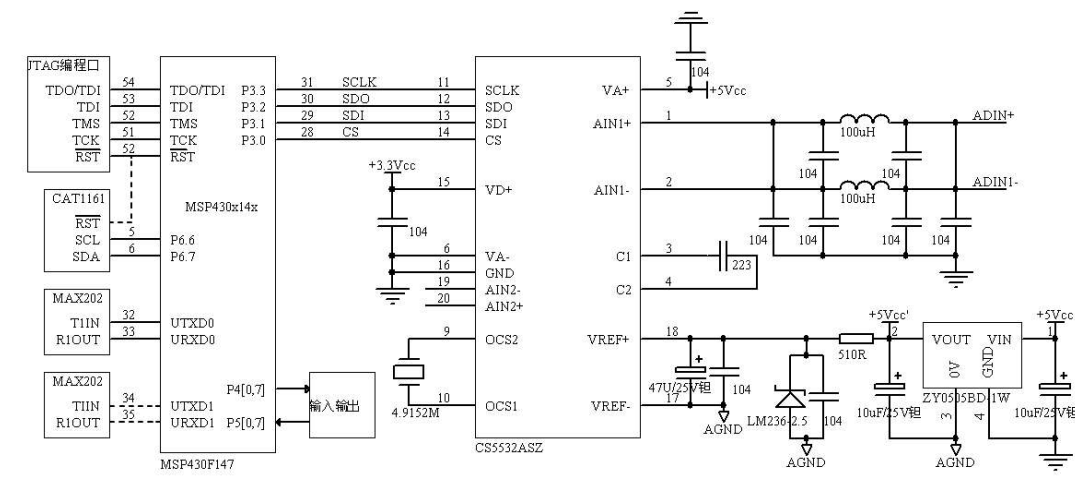 104
JTAG编程口
TDO/TDI 54 TDO/TDI P3.3 31 SCLK 11 SCLK VA+ 5 +5Vcc
TDI 53 TDI P3.2 30 SDO 12 SDO
TMS 52 TMS P3.1 29 SDI 13 SDI AIN1+ 1 ADIN+
TCK 51 TCK P3.0 28 CS 14 CS 100uH
RST 52 RST
+3.3Vcc
104 104
15 VD+ AIN1- 2 ADIN1-
CAT1161 100uH
MSP430x14x
RST
SCL 5 P6.6 104 104 104 104 104
SDA 6 P6.7 6 VA- C1 3
16 GND 223
19 AIN2- C2 4
20 AIN2+
MAX202
T1IN 32 UTXD0 +5Vcc' +5Vcc
R1OUT 33 URXD0 9 OCS2 VREF+ 18 510R 2 VOUT VIN 1
0V GND
MAX202
P4[0,7] 47U/25V钽 104
TIIN 34 UTXD1 输入输出 10 OCS1 VREF- 17 10uF/25V钽 ZY0505BD-1W 10uF/25V钽
R1OUT 35 URXD1 P5[0,7] 4.9152M AGND LM236-2.5 104 3 4
CS5532ASZ
MSP430F147 AGND AGND